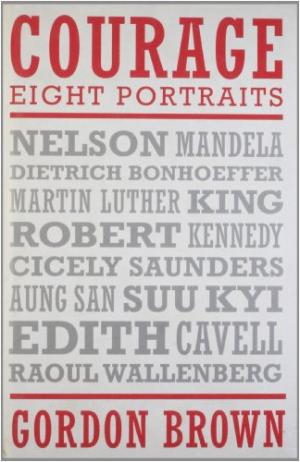 COURAGE
EIGHT PORTRAITS
NELSON MANDELA
DIETRICH BONHOEFFER
MARTIN LUTHER KING
ROBERT KENNEDY
CICELY SAUNDERS
AUNG SAN SUU KYI
EDITH CAVELL
RAOUL WALLENBERG
GORDON BROWN